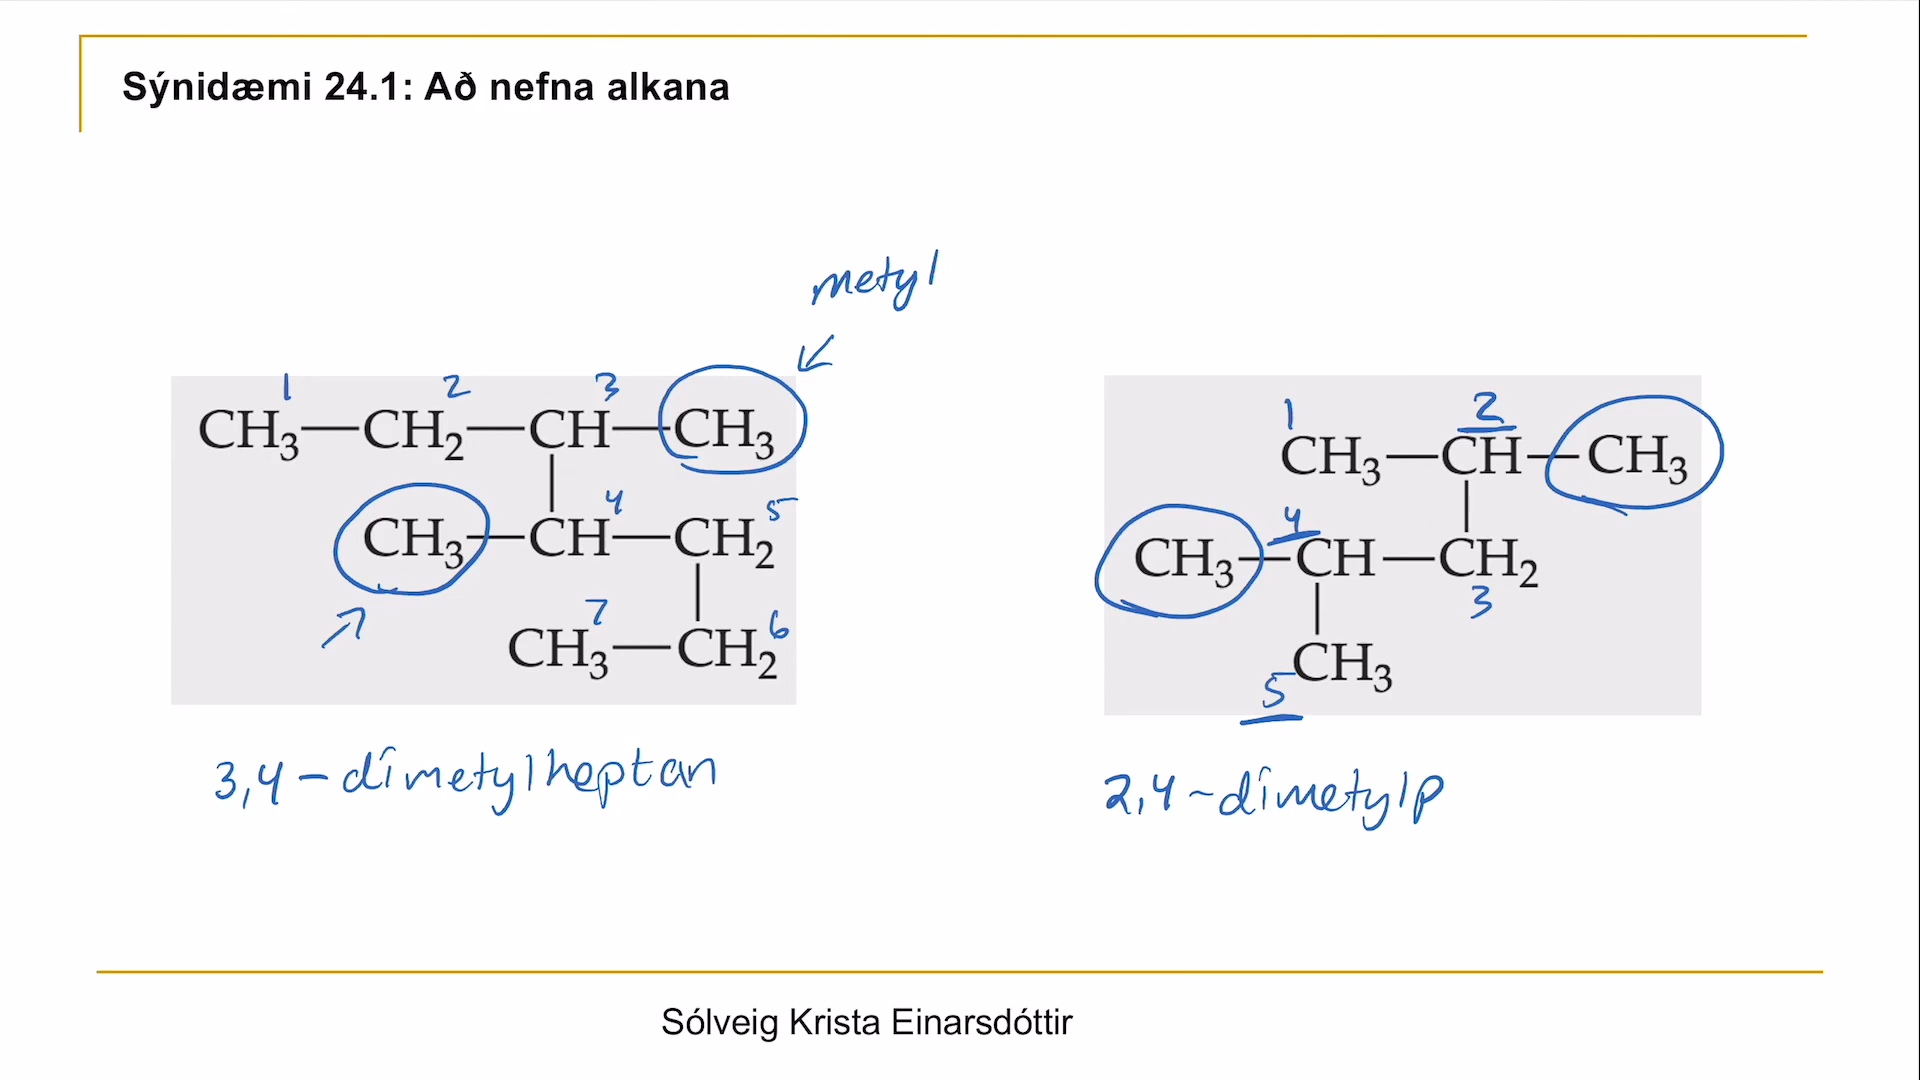 Sýnidæmi 24.1: Að nefna alkana
metyl
1 2 3
CH₃—CH₂—CH—CH₃
4 5
CH₃—CH—CH₂
7 6
CH₃—CH₂
3,4-dímetylheptan
1 2
CH₃—CH—CH₃
4
CH₃—CH—CH₂
3
CH₃
5
2,4-dímetylp
Sólveig Krista Einarsdóttir